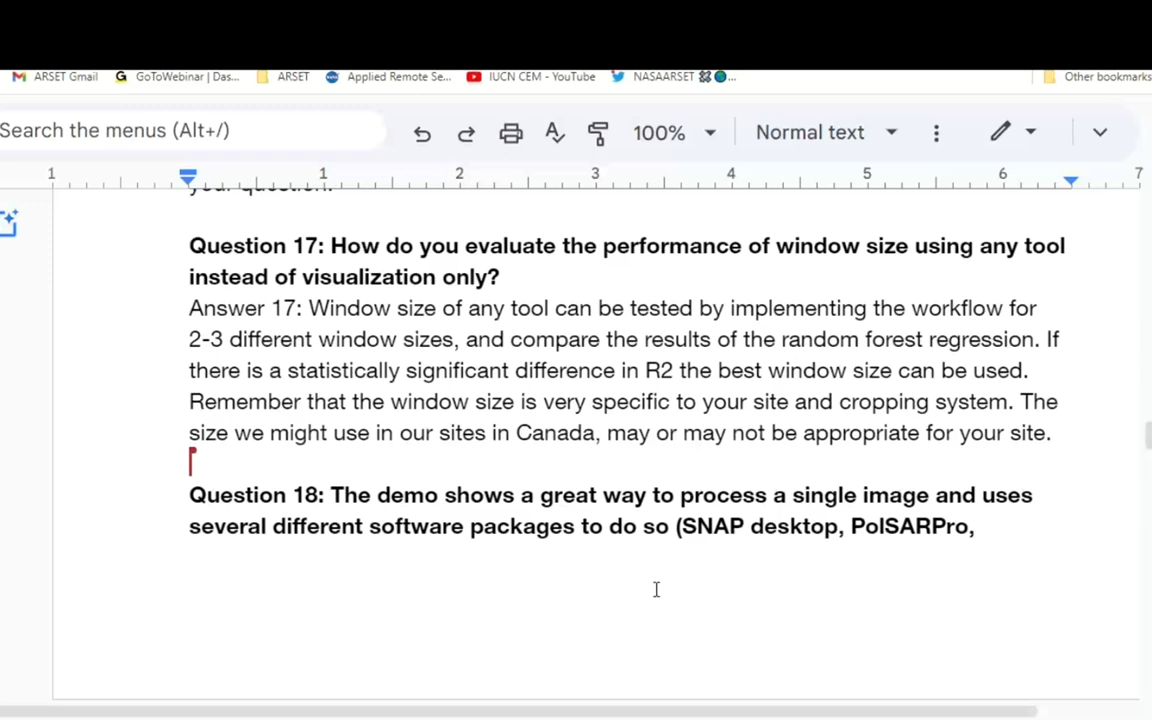 ARSET Gmail GoToWebinar | Das... ARSET Applied Remote Se... IUCN CEM - YouTube NASAARSET Other bookmarks
Search the menus (Alt+/) 100% Normal text
1 1 2 3 4 5 6 7
your question.
Question 17: How do you evaluate the performance of window size using any tool
instead of visualization only?
Answer 17: Window size of any tool can be tested by implementing the workflow for
2-3 different window sizes, and compare the results of the random forest regression. If
there is a statistically significant difference in R2 the best window size can be used.
Remember that the window size is very specific to your site and cropping system. The
size we might use in our sites in Canada, may or may not be appropriate for your site.
Question 18: The demo shows a great way to process a single image and uses
several different software packages to do so (SNAP desktop, PolSARPro,